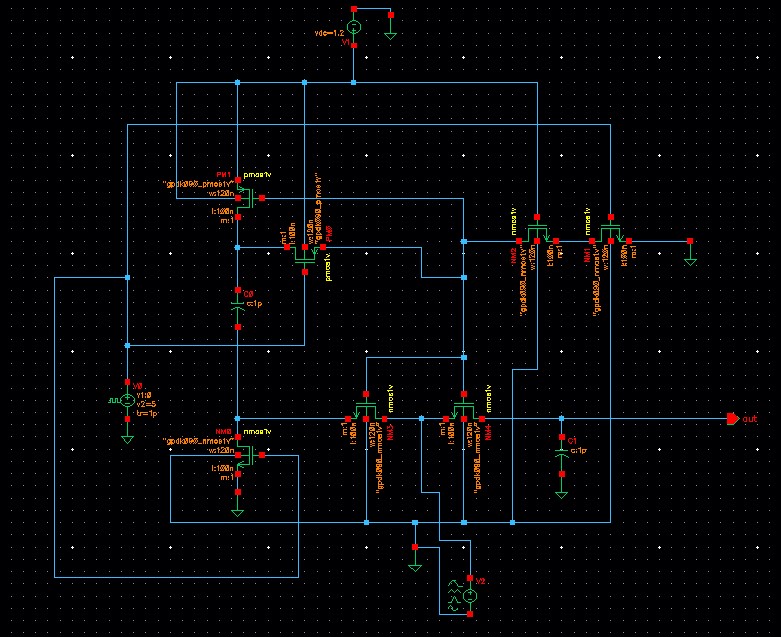 vdc=1.2
V1
PM1
pmos1v
"gpdk090_pmos1v"
w:120n
l:100n
m:1
m:1
l:100n
w:120n
"gpdk090_pmos1v"
PM0
pmos1v
nmos1v
NM2
"gpdk090_nmos1v"
w:120n
l:100n
m:1
nmos1v
NM1
"gpdk090_nmos1v"
w:120n
l:100n
m:1
C0
c:1p
V0
v1:0
v2=5
tr=1p
NM0
nmos1v
"gpdk090_nmos1v"
w:120n
l:100n
m:1
m:1
l:100n
w:120n
"gpdk090_nmos1v"
NM3
nmos1v
m:1
l:100n
w:120n
"gpdk090_nmos1v"
NM4
nmos1v
out
C1
c:1p
V2